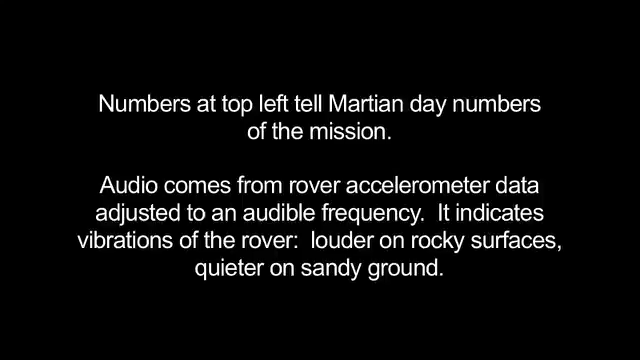 Numbers at top left tell Martian day numbers
of the mission.
Audio comes from rover accelerometer data
adjusted to an audible frequency.  It indicates
vibrations of the rover:  louder on rocky surfaces,
quieter on sandy ground.